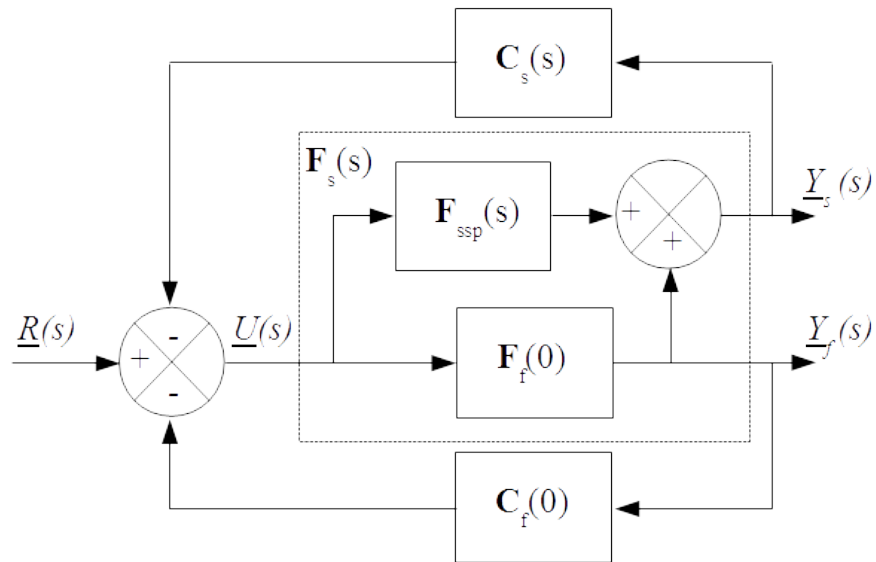 C_s(s)
F_s(s)
F_ssp(s)
+
+
Y_s(s)
R(s)
+
-
-
U(s)
F_f(0)
Y_f(s)
C_f(0)